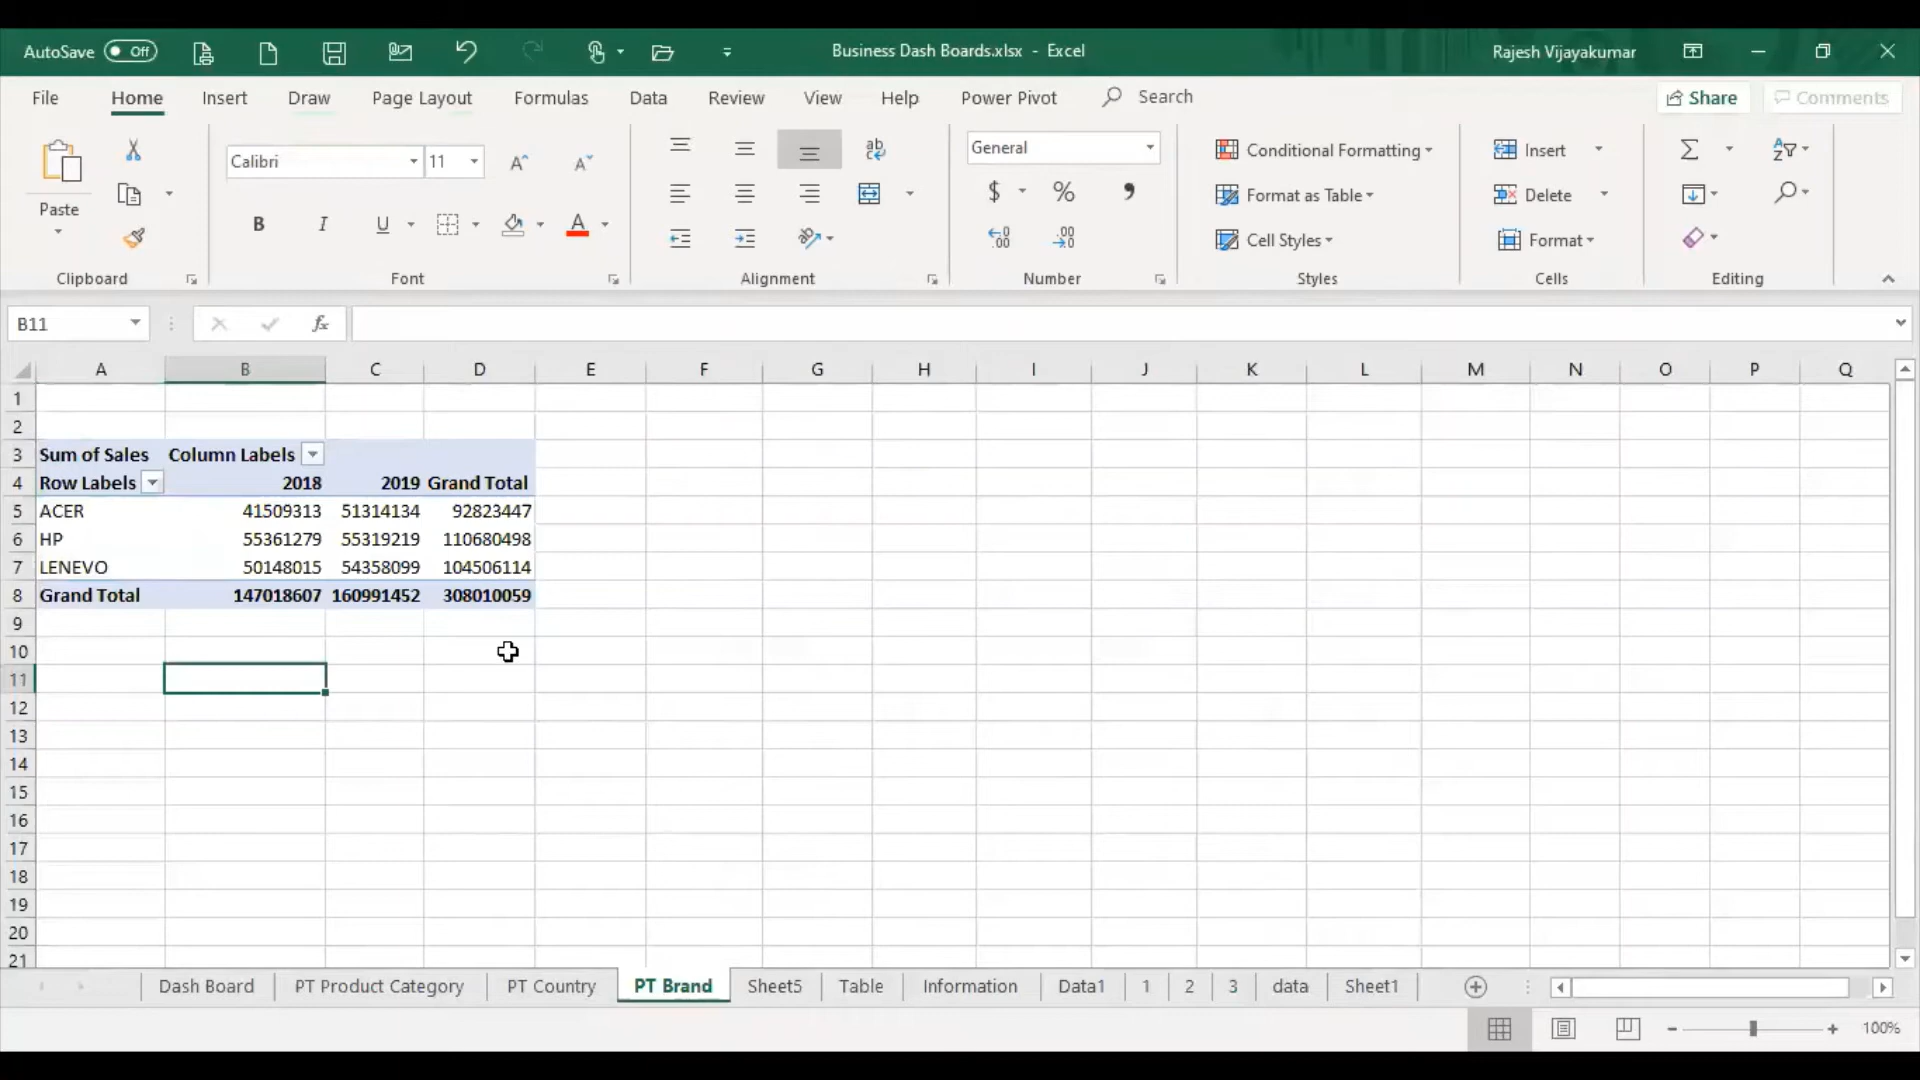 AutoSave Off Business Dash Boards.xlsx - Excel Rajesh Vijayakumar
File Home Insert Draw Page Layout Formulas Data Review View Help Power Pivot Search Share Comments
Paste Calibri 11 General Conditional Formatting Insert
B I U A ab c $ % , Format as Table Delete
Cell Styles Format
Clipboard Font Alignment Number Styles Cells Editing
B11 fx
A B C D E F G H I J K L M N O P Q
1
2
3 Sum of Sales Column Labels
4 Row Labels 2018 2019 Grand Total
5 ACER 41509313 51314134 92823447
6 HP 55361279 55319219 110680498
7 LENEVO 50148015 54358099 104506114
8 Grand Total 147018607 160991452 308010059
9
10
11
12
13
14
15
16
17
18
19
20
21
Dash Board PT Product Category PT Country PT Brand Sheet5 Table Information Data1 1 2 3 data Sheet1
100%